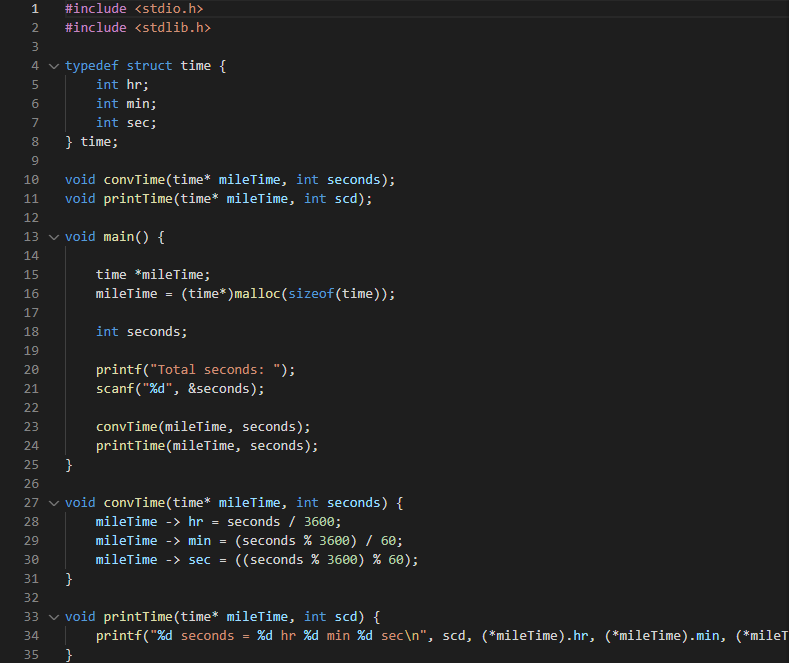 1 #include <stdio.h>
2 #include <stdlib.h>
3
4 typedef struct time {
5     int hr;
6     int min;
7     int sec;
8 } time;
9
10 void convTime(time* mileTime, int seconds);
11 void printTime(time* mileTime, int scd);
12
13 void main() {
14
15     time *mileTime;
16     mileTime = (time*)malloc(sizeof(time));
17
18     int seconds;
19
20     printf("Total seconds: ");
21     scanf("%d", &seconds);
22
23     convTime(mileTime, seconds);
24     printTime(mileTime, seconds);
25 }
26
27 void convTime(time* mileTime, int seconds) {
28     mileTime -> hr = seconds / 3600;
29     mileTime -> min = (seconds % 3600) / 60;
30     mileTime -> sec = ((seconds % 3600) % 60);
31 }
32
33 void printTime(time* mileTime, int scd) {
34     printf("%d seconds = %d hr %d min %d sec\n", scd, (*mileTime).hr, (*mileTime).min, (*mileT
35 }